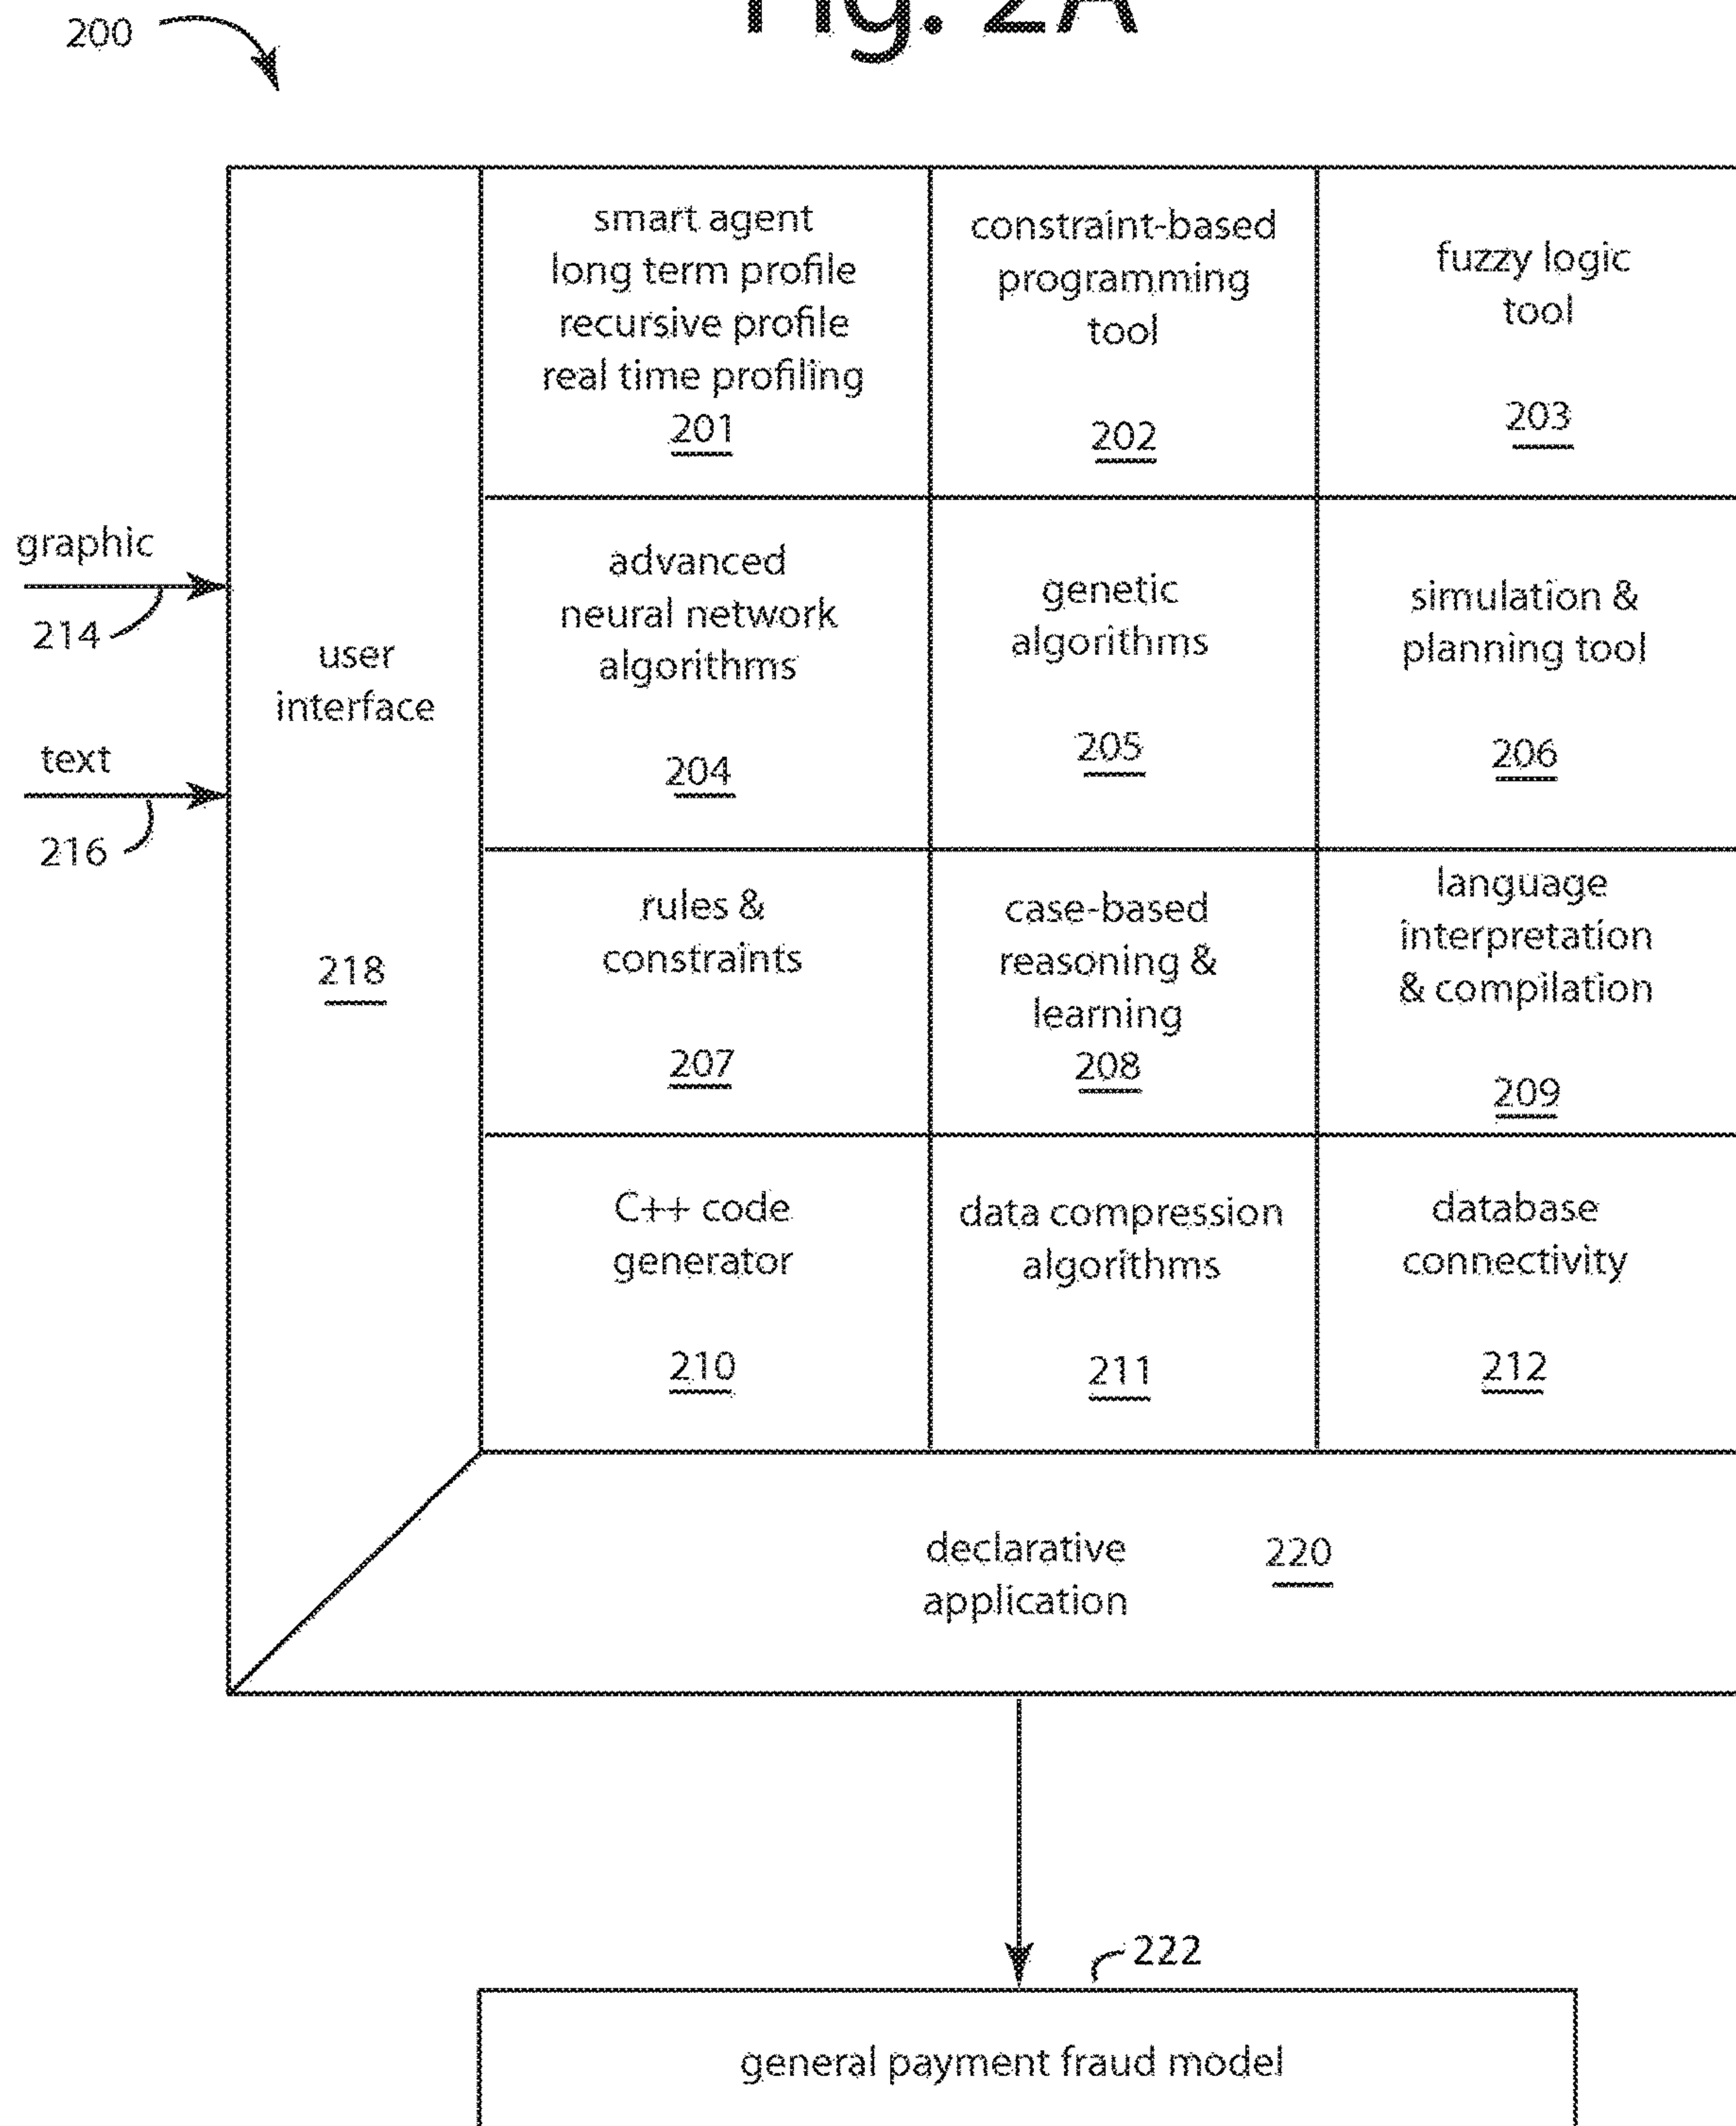 Fig. 2A
200
smart agent
long term profile
recursive profile
real time profiling
201
constraint-based
programming
tool
202
fuzzy logic
tool
203
graphic
214
text
216
user
interface
218
advanced
neural network
algorithms
204
genetic
algorithms
205
simulation &
planning tool
206
rules &
constraints
207
case-based
reasoning &
learning
208
language
interpretation
& compilation
209
C++ code
generator
210
data compression
algorithms
211
database
connectivity
212
declarative
application
220
222
general payment fraud model